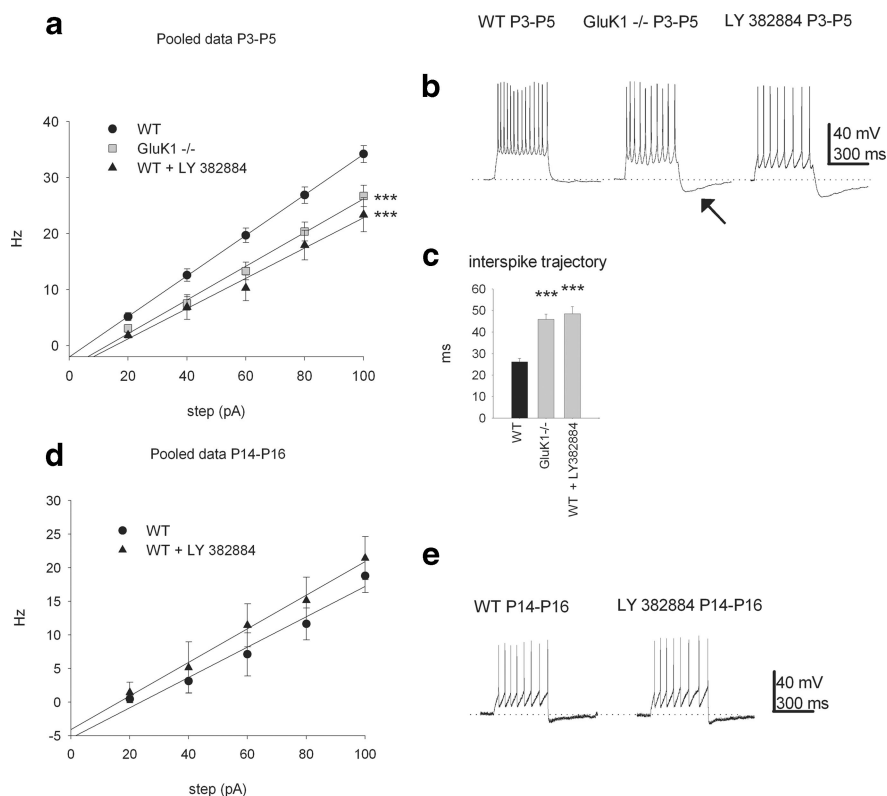 a
Pooled data P3-P5
40
30
20
10
0
Hz
WT
GluK1 -/-
WT + LY 382884
***
***
0 20 40 60 80 100
step (pA)
b
WT P3-P5 GluK1 -/- P3-P5 LY 382884 P3-P5
40 mV
300 ms
c
interspike trajectory
60
50
40
30
20
10
0
ms
*** ***
WT
GluK1-/-
WT + LY382884
d
Pooled data P14-P16
30
25
20
15
10
5
0
-5
Hz
WT
WT + LY 382884
0 20 40 60 80 100
step (pA)
e
WT P14-P16 LY 382884 P14-P16
40 mV
300 ms